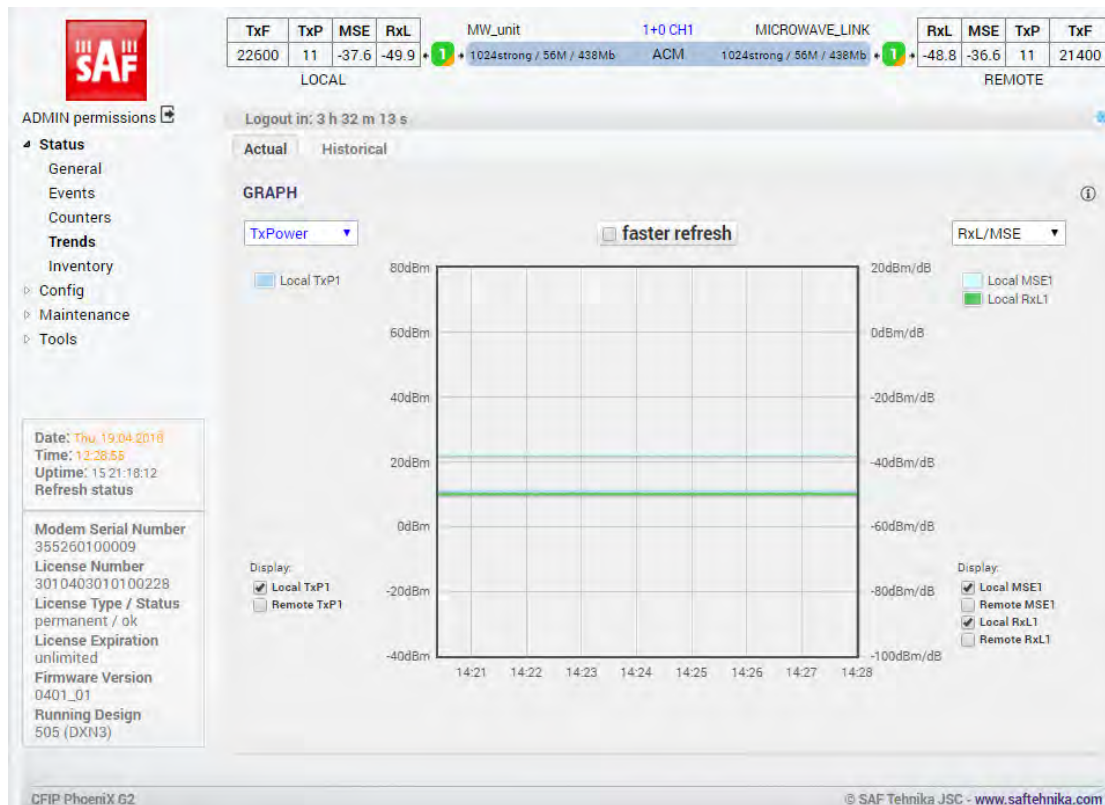 SAF
TxF TxP MSE RxL MW_unit 1+0 CH1 MICROWAVE_LINK RxL MSE TxP TxF
22600 11 -37.6 -49.9 1 1024strong / 56M / 438Mb ACM 1024strong / 56M / 438Mb 1 -48.8 -36.6 11 21400
LOCAL REMOTE
ADMIN permissions
Logout in: 3 h 32 m 13 s
Status
General
Events
Counters
Trends
Inventory
Config
Maintenance
Tools
Actual Historical
GRAPH
TxPower faster refresh RxL/MSE
Local TxP1
80dBm
60dBm
40dBm
20dBm
0dBm
-20dBm
-40dBm
20dBm/dB
0dBm/dB
-20dBm/dB
-40dBm/dB
-60dBm/dB
-80dBm/dB
-100dBm/dB
Local MSE1
Local RxL1
14:21 14:22 14:23 14:24 14:25 14:26 14:27 14:28
Display:
Local TxP1
Remote TxP1
Display:
Local MSE1
Remote MSE1
Local RxL1
Remote RxL1
Date: Thu, 19.04.2018
Time: 12:28:55
Uptime: 15 21:18:12
Refresh status
Modem Serial Number
355260100009
License Number
3010403010100228
License Type / Status
permanent / ok
License Expiration
unlimited
Firmware Version
0401_01
Running Design
505 (DXN3)
CFIP PhoeniX G2 © SAF Tehnika JSC - www.saftehnika.com